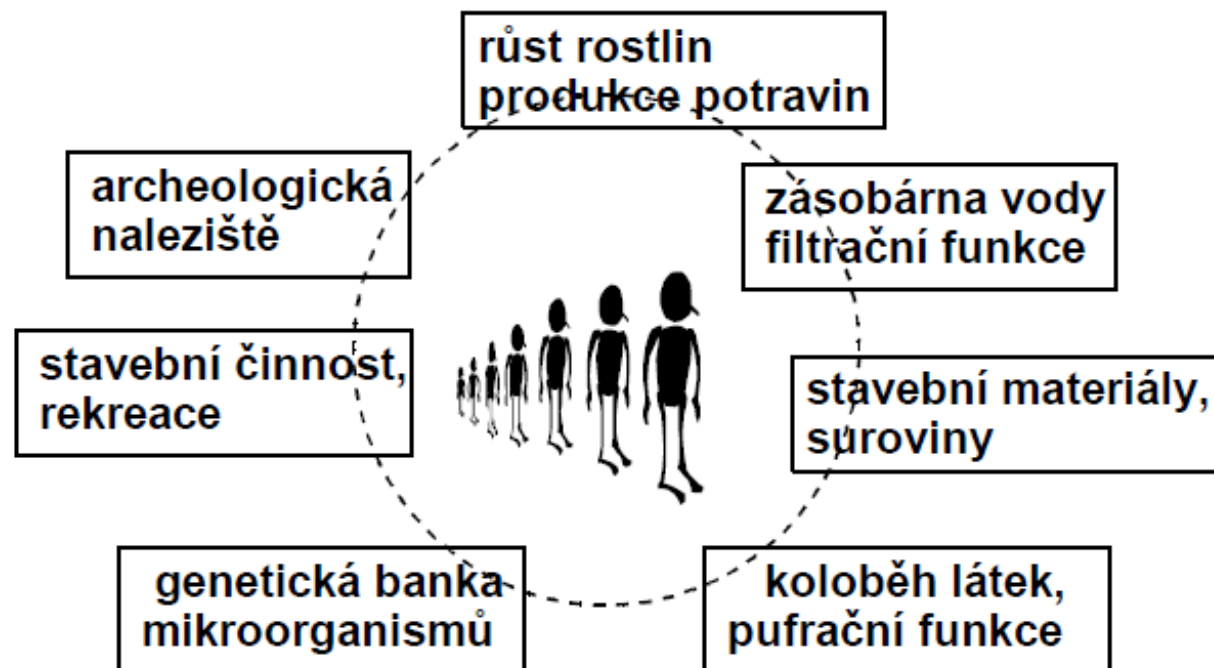 růst rostlin
produkce potravin
archeologická
naleziště
zásobárna vody
filtrační funkce
stavební činnost,
rekreace
stavební materiály,
suroviny
genetická banka
mikroorganismů
koloběh látek,
pufrační funkce